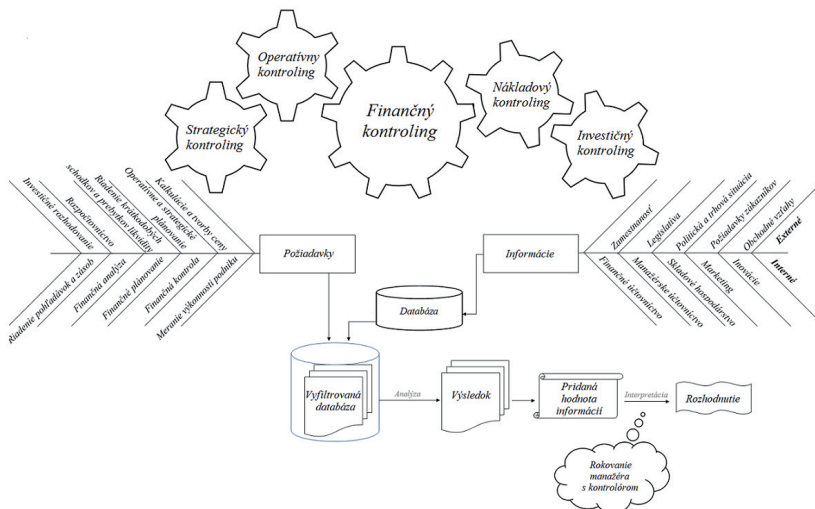 Operatívny
kontroling
Strategický
kontroling
Finančný
kontroling
Nákladový
kontroling
Investičný
kontroling
Investičné rozhodovanie
Rozpočtovníctvo
Riadenie krátkodobých
schodkov a prebytkov likvidity
Operatívne a strategické
plánovanie
Kalkulácie a tvorby ceny
Riadenie pohľadávok a zásob
Finančná analýza
Finančné plánovanie
Finančná kontrola
Meranie výkonnosti podniku
Požiadavky
Informácie
Zamestnanosť
Legislatíva
Politická a trhová situácia
Požiadavky zákazníkov
Obchodné vzťahy
Externé
Finančné účtovníctvo
Manažérske účtovníctvo
Skladové hospodárstvo
Marketing
Inovácie
Interné
Databáza
Vyfiltrovaná
databáza
Analýza
Výsledok
Pridaná
hodnota
informácií
Interpretácia
Rozhodnutie
Rokovanie
manažéra
s kontrolórom